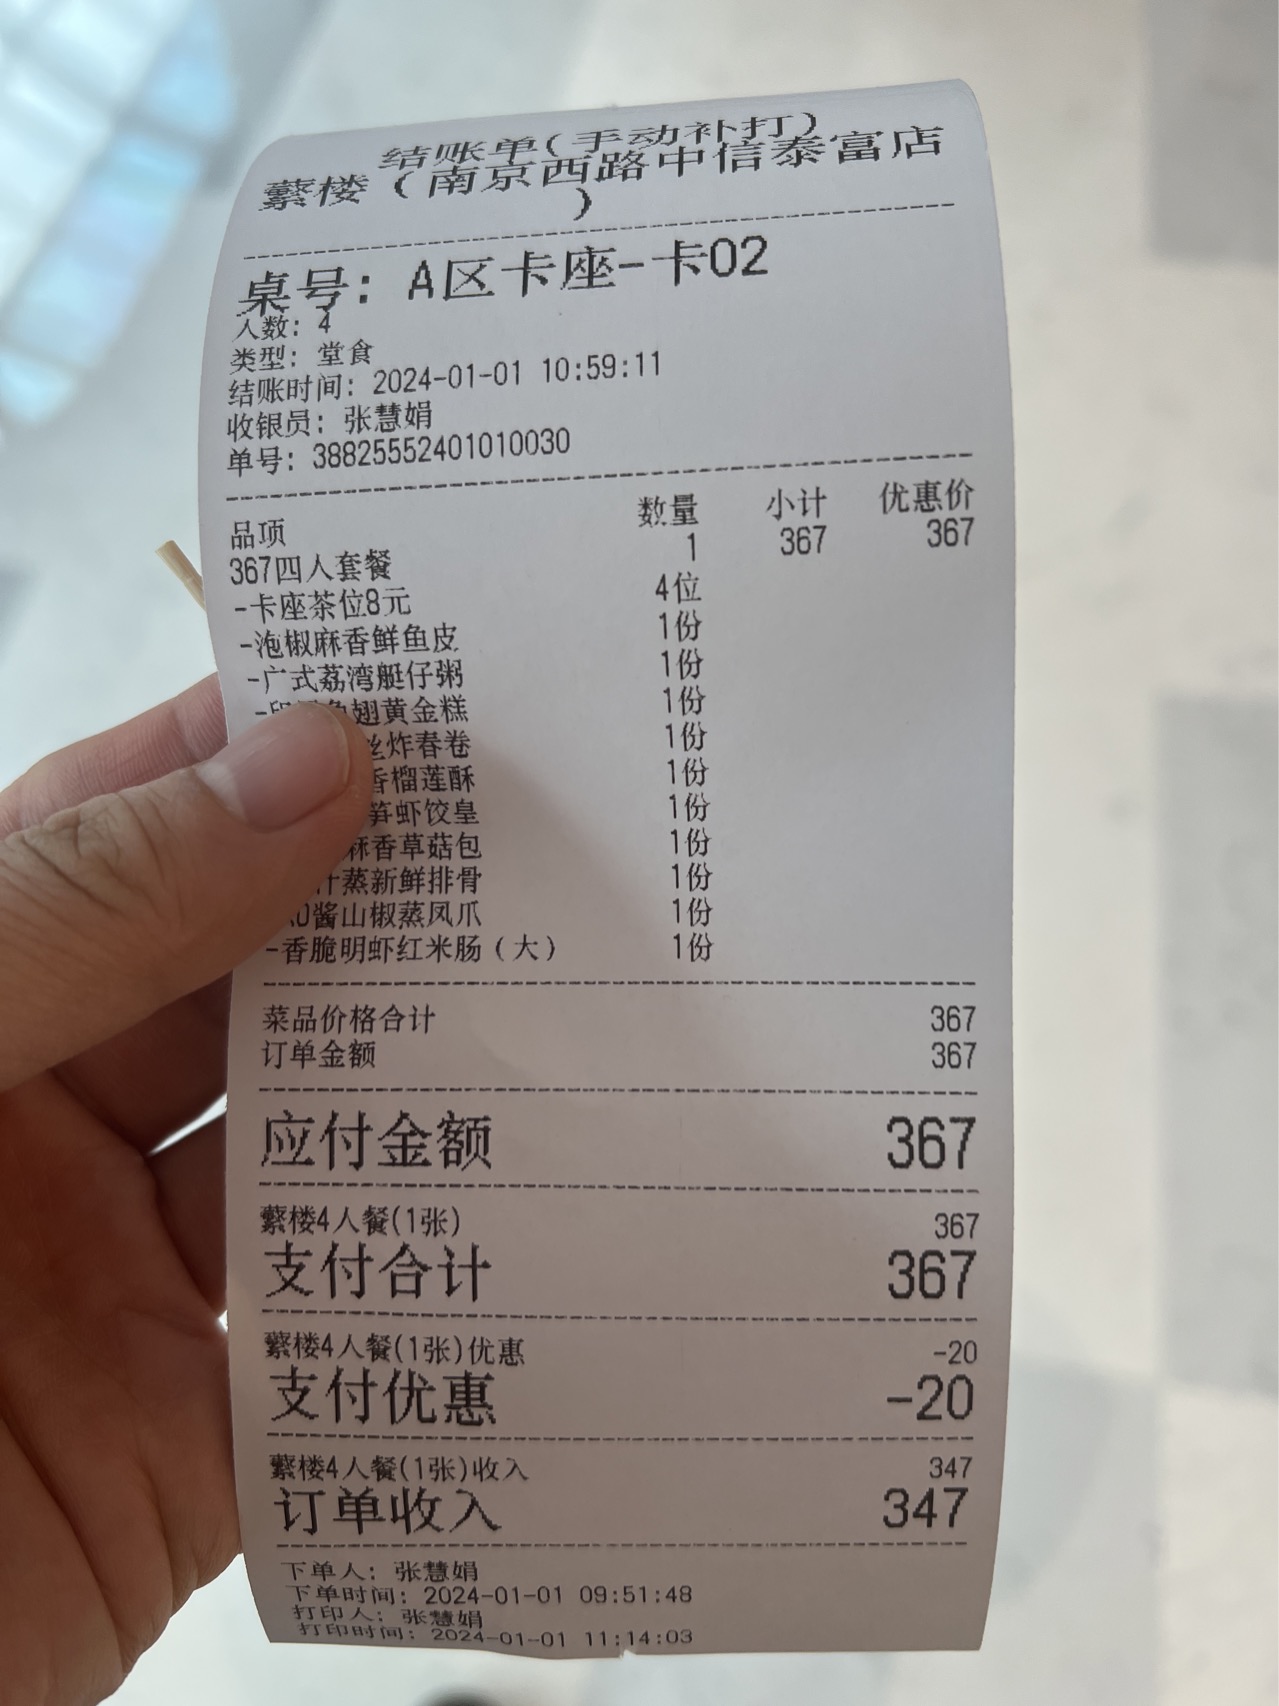 结账单(手动补打)
蘩楼（南京西路中信泰富店
）
桌号: A区卡座-卡02
人数: 4
类型: 堂食
结账时间: 2024-01-01 10:59:11
收银员: 张慧娟
单号: 38825552401010030
品项 数量 小计 优惠价
367四人套餐 1 367 367
-卡座茶位8元 4位
-泡椒麻香鲜鱼皮 1份
-广式荔湾艇仔粥 1份
翅黄金糕 1份
丝炸春卷 1份
香榴莲酥 1份
笋虾饺皇 1份
麻香草菇包 1份
汁蒸新鲜排骨 1份
O酱山椒蒸凤爪 1份
-香脆明虾红米肠（大） 1份
菜品价格合计 367
订单金额 367
应付金额 367
蘩楼4人餐(1张) 367
支付合计 367
蘩楼4人餐(1张)优惠 -20
支付优惠 -20
蘩楼4人餐(1张)收入 347
订单收入 347
下单人: 张慧娟
下单时间: 2024-01-01 09:51:48
打印人: 张慧娟
打印时间: 2024-01-01 11:14:03